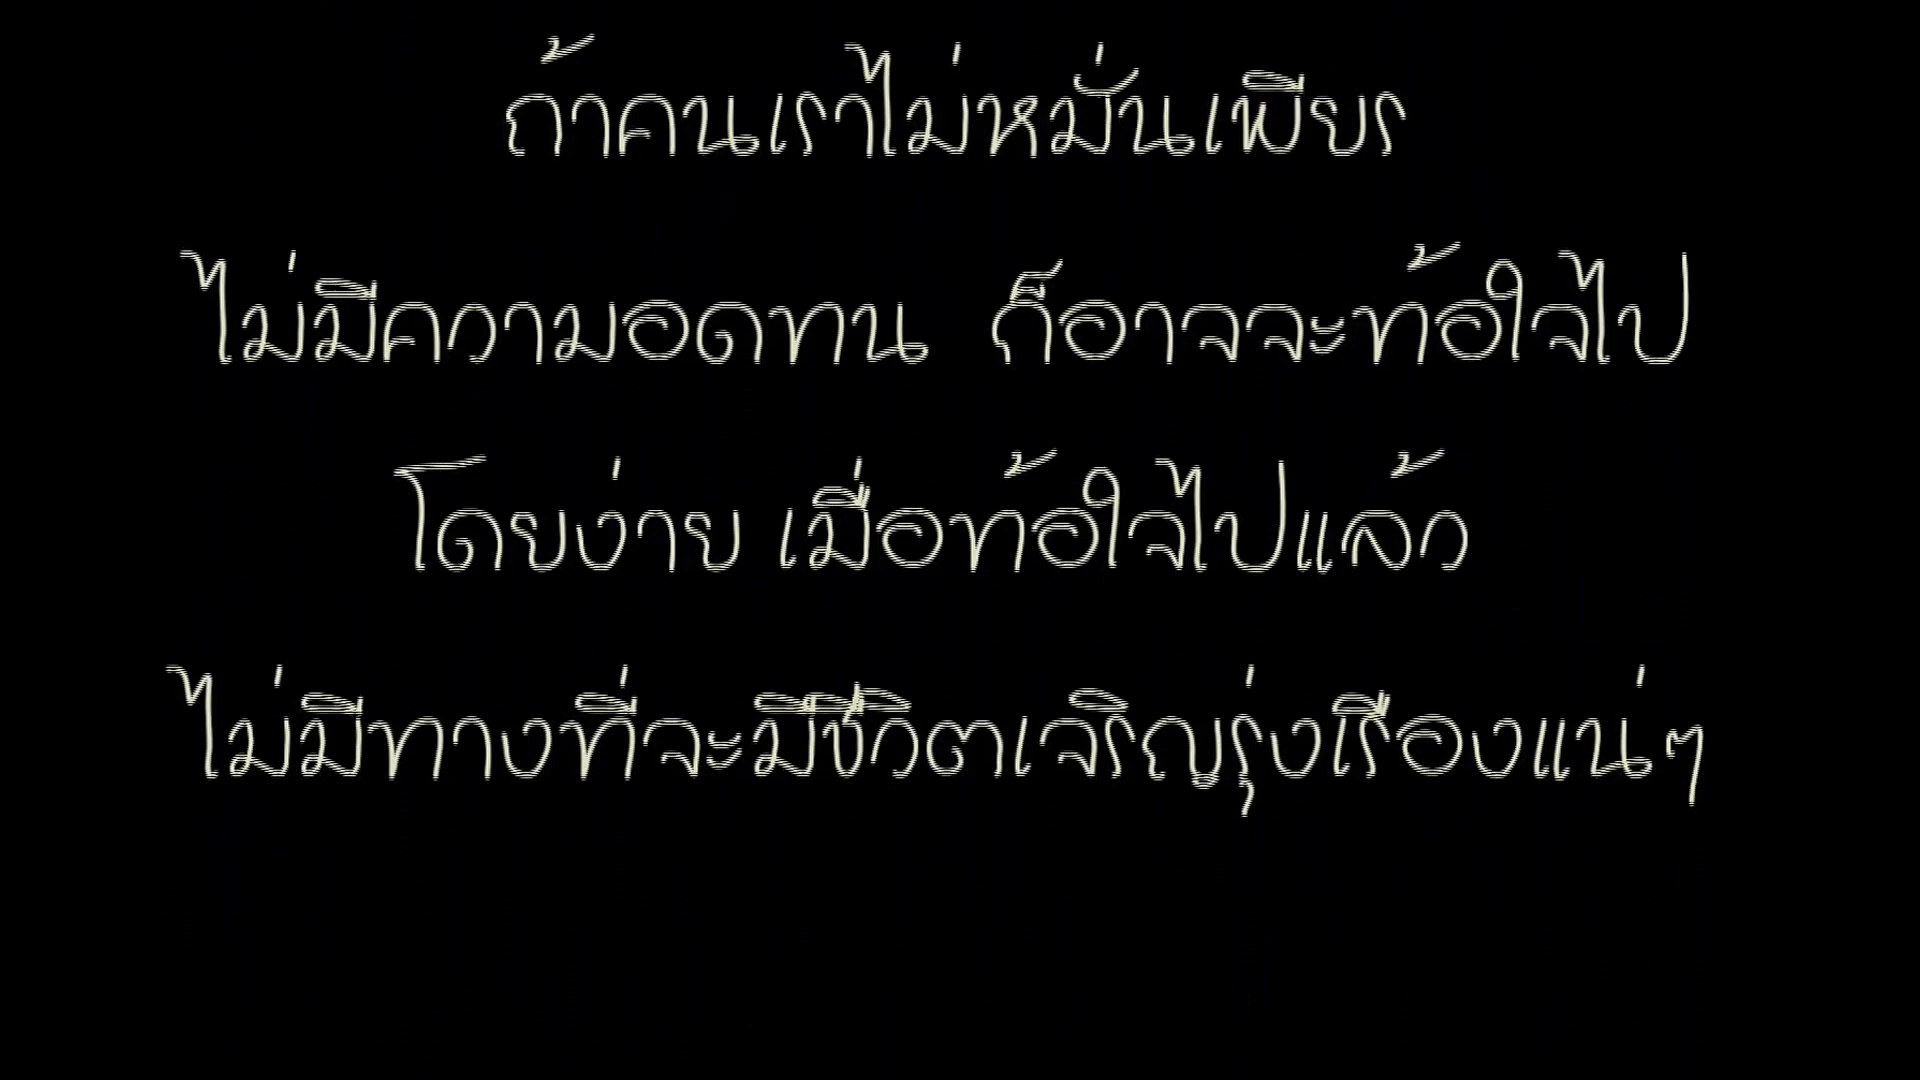 ถ้าคนเราไม่หมั่นเพียร
ไม่มีความอดทน ก็อาจจะท้อใจไป
โดยง่าย เมื่อท้อใจไปแล้ว
ไม่มีทางที่จะมีชีวิตเจริญรุ่งเรืองแน่ๆ